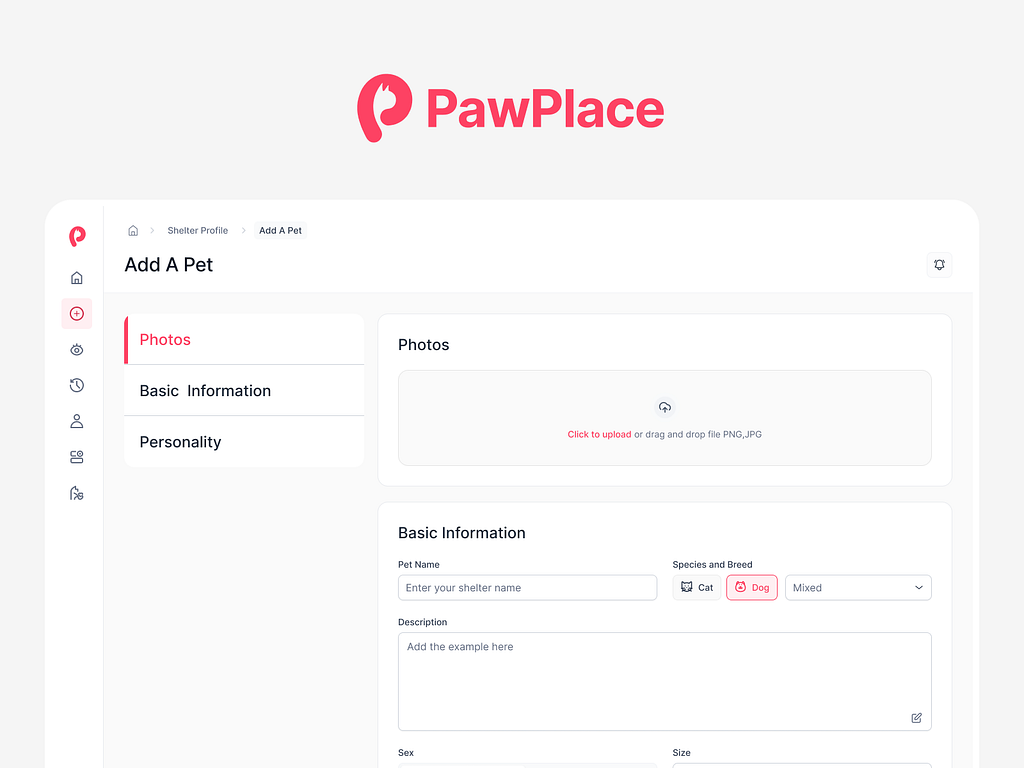 PawPlace
Shelter Profile
Add A Pet
Add A Pet
Photos
Basic Information
Personality
Photos
Click to upload or drag and drop file PNG,JPG
Basic Information
Pet Name
Species and Breed
Enter your shelter name
Cat
Dog
Mixed
Description
Add the example here
Sex
Size